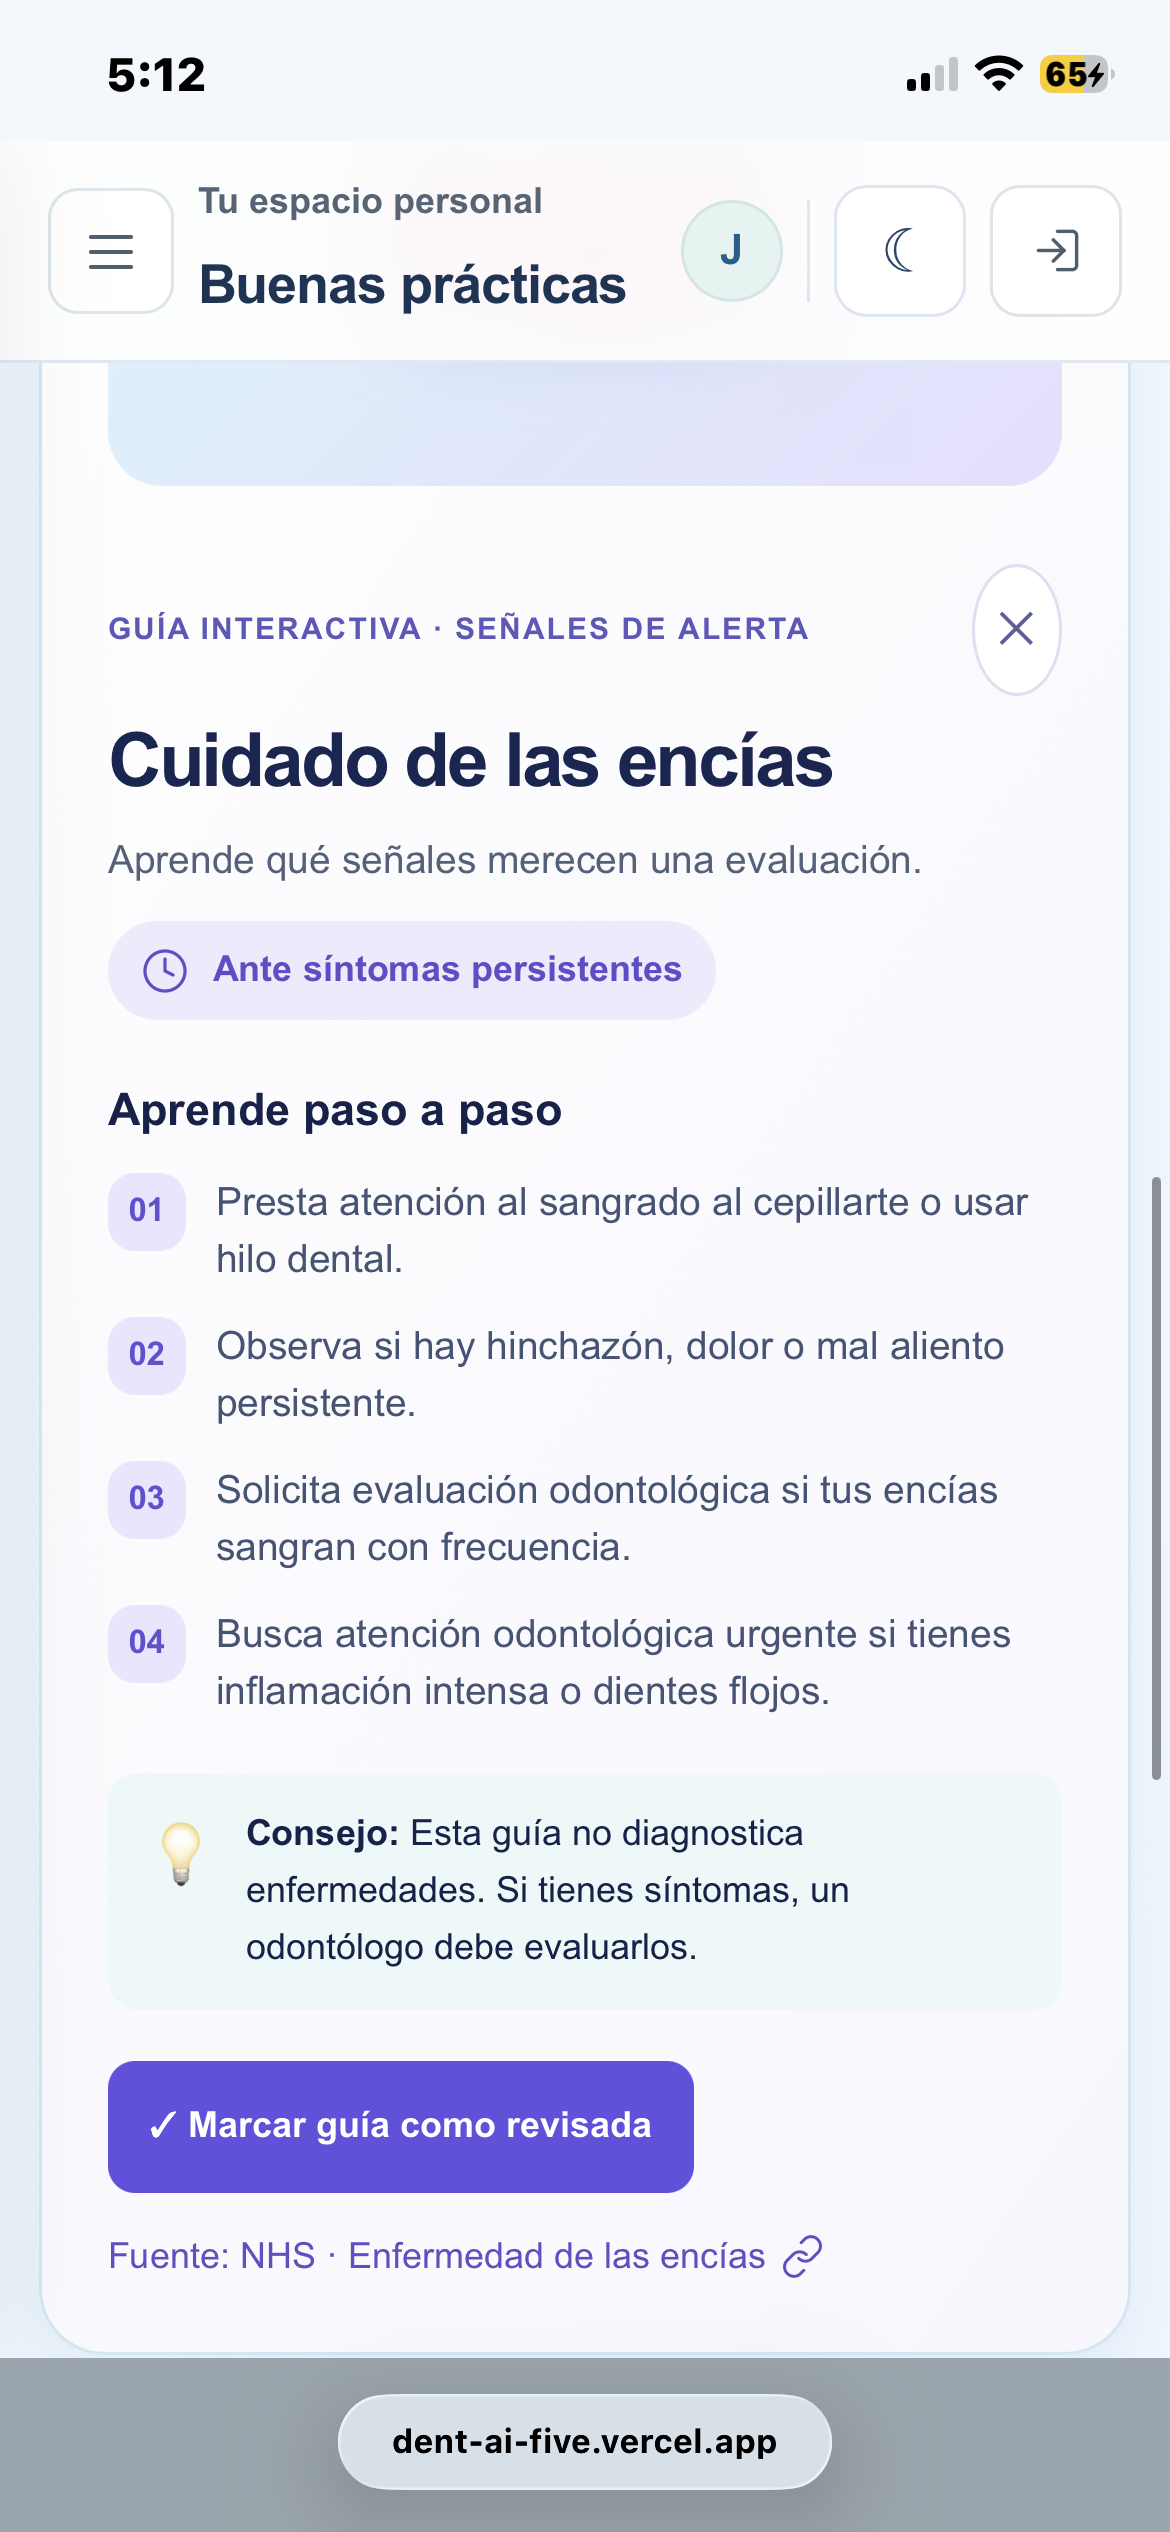 5:12
65
Tu espacio personal
Buenas prácticas
J
GUÍA INTERACTIVA · SEÑALES DE ALERTA
Cuidado de las encías
Aprende qué señales merecen una evaluación.
Ante síntomas persistentes
Aprende paso a paso
01
Presta atención al sangrado al cepillarte o usar
hilo dental.
02
Observa si hay hinchazón, dolor o mal aliento
persistente.
03
Solicita evaluación odontológica si tus encías
sangran con frecuencia.
04
Busca atención odontológica urgente si tienes
inflamación intensa o dientes flojos.
Consejo: Esta guía no diagnostica
enfermedades. Si tienes síntomas, un
odontólogo debe evaluarlos.
✓ Marcar guía como revisada
Fuente: NHS · Enfermedad de las encías
dent-ai-five.vercel.app